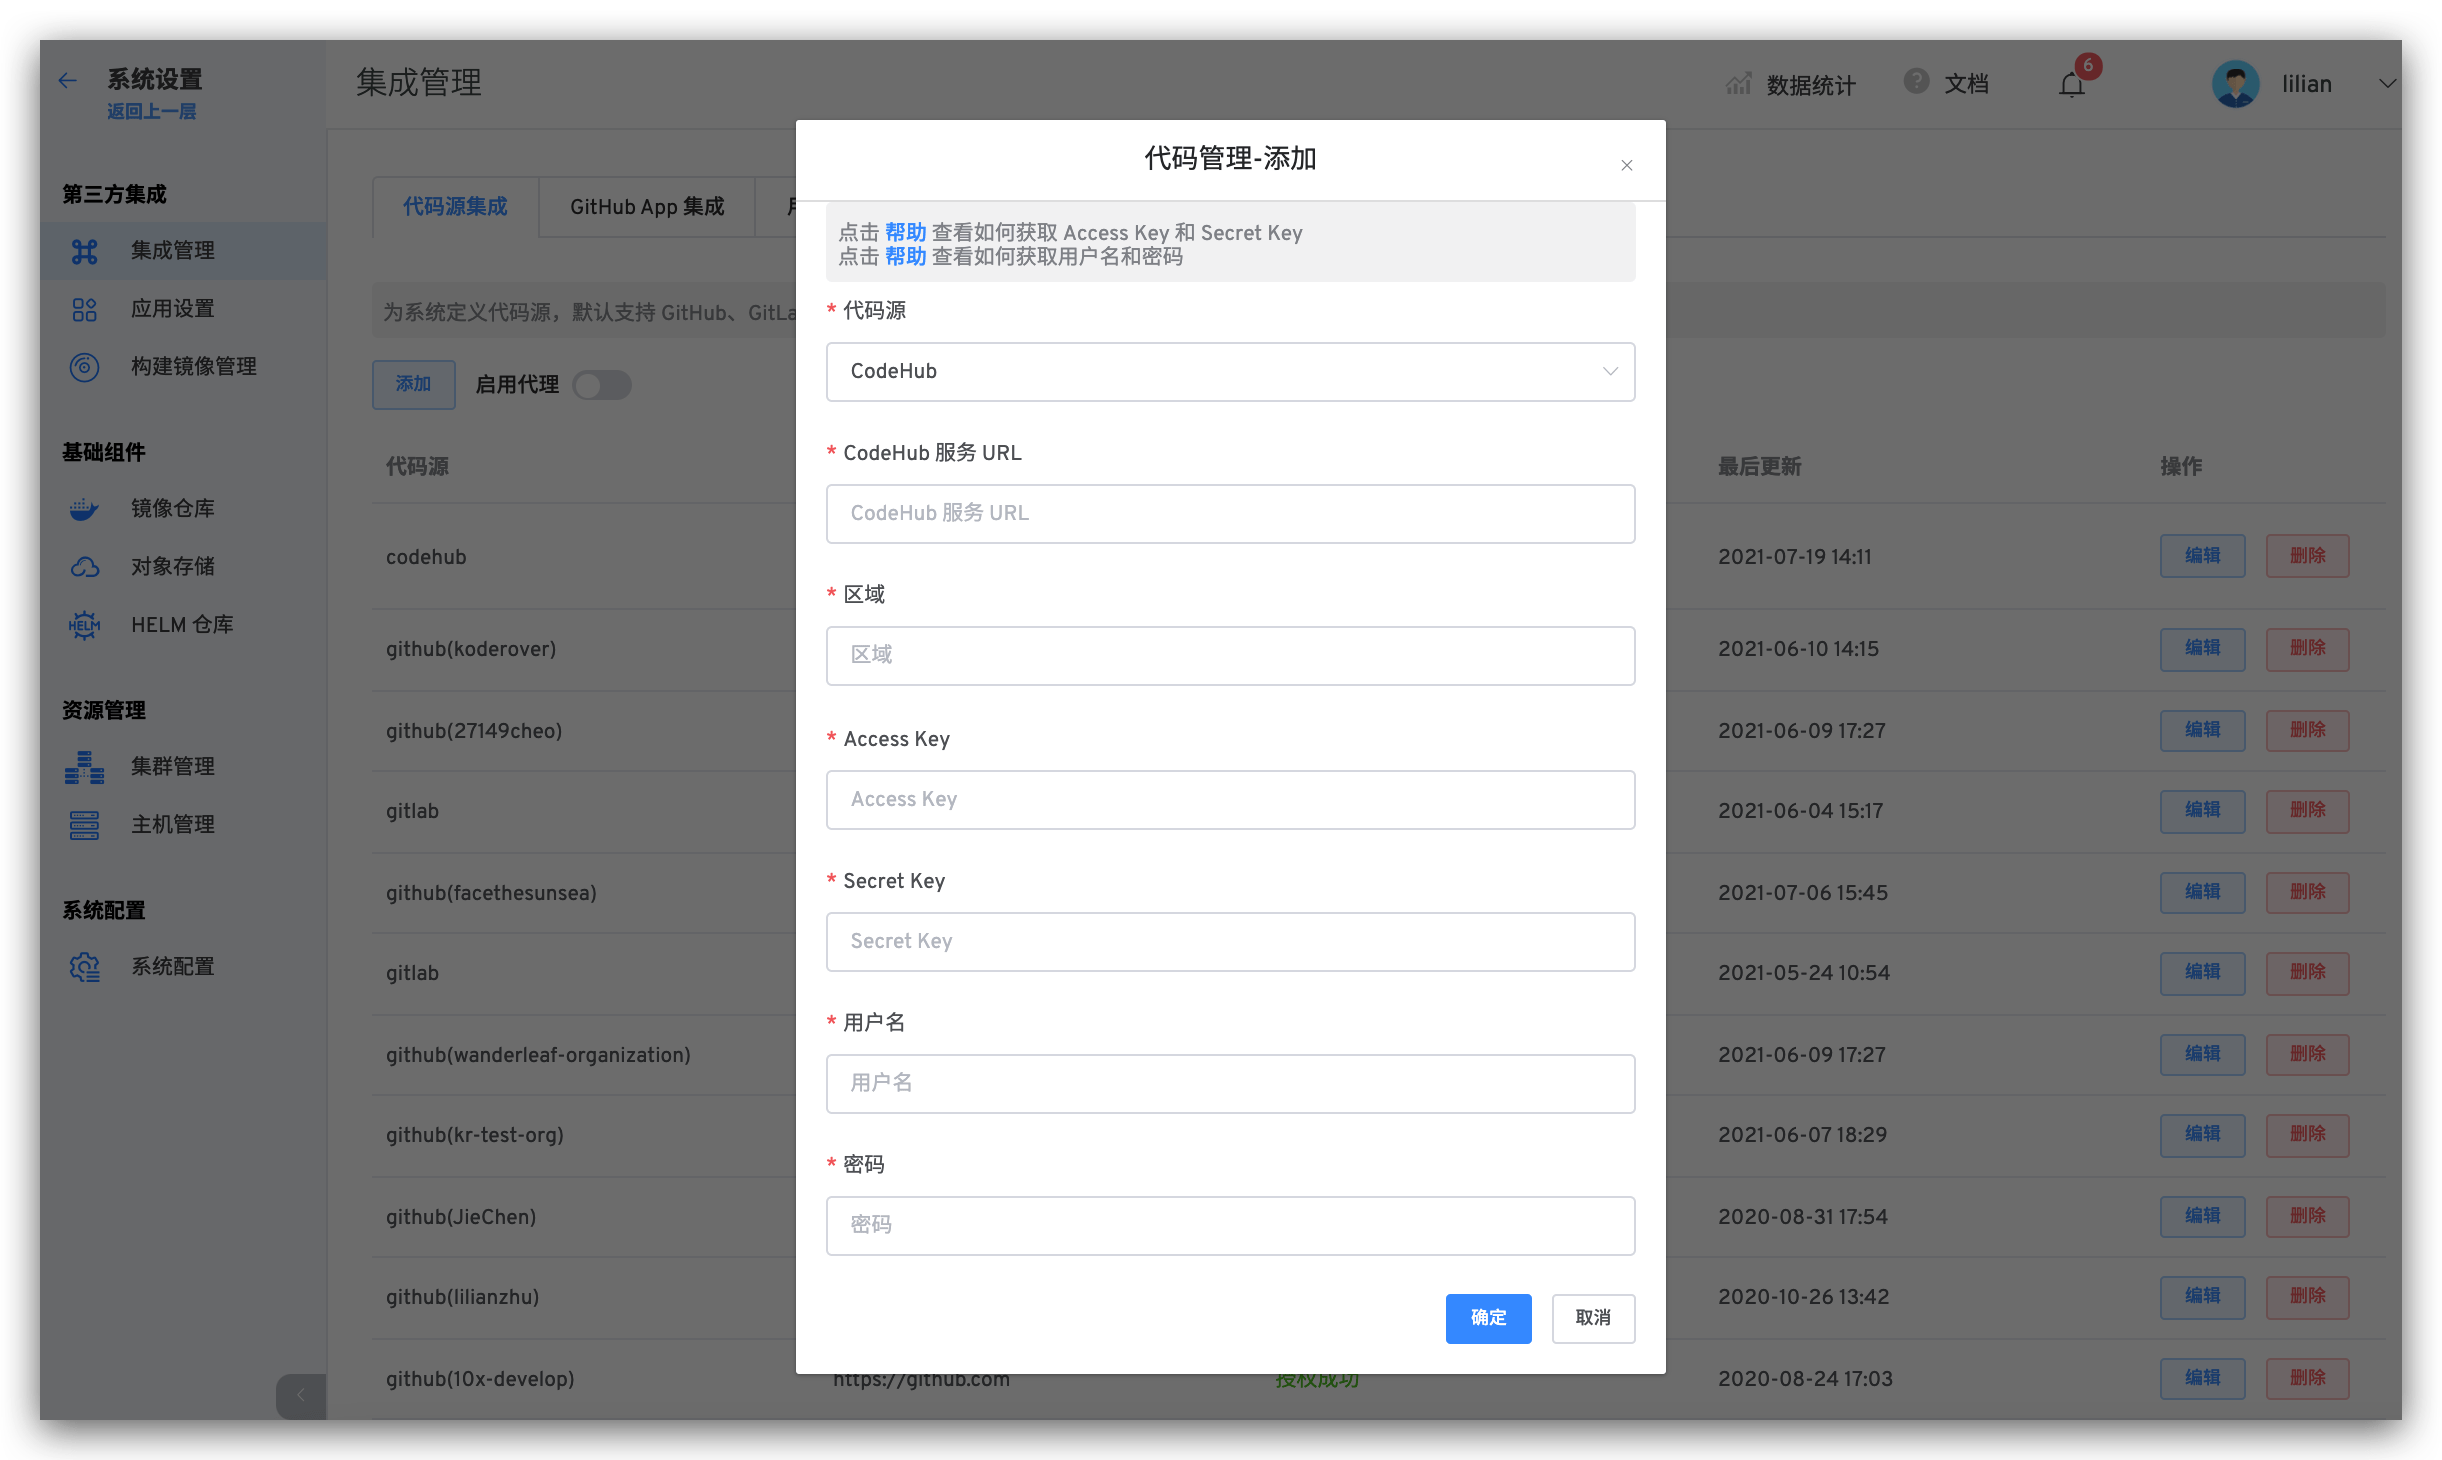 系统设置
返回上一层
第三方集成
集成管理
应用设置
构建镜像管理
基础组件
镜像仓库
对象存储
HELM
HELM 仓库
资源管理
集群管理
主机管理
系统配置
系统配置
集成管理
数据统计
文档
6
lilian
代码源集成
GitHub App 集成
为系统定义代码源，默认支持 GitHub、GitLa
添加
启用代理
代码源
最后更新
操作
codehub
2021-07-19 14:11
编辑
删除
github(koderover)
2021-06-10 14:15
编辑
删除
github(27149cheo)
2021-06-09 17:27
编辑
删除
gitlab
2021-06-04 15:17
编辑
删除
github(facethesunsea)
2021-07-06 15:45
编辑
删除
gitlab
2021-05-24 10:54
编辑
删除
github(wanderleaf-organization)
2021-06-09 17:27
编辑
删除
github(kr-test-org)
2021-06-07 18:29
编辑
删除
github(JieChen)
2020-08-31 17:54
编辑
删除
github(lilianzhu)
2020-10-26 13:42
编辑
删除
github(10x-develop)
https://github.com
授权成功
2020-08-24 17:03
编辑
删除
代码管理-添加
点击 帮助 查看如何获取 Access Key 和 Secret Key
点击 帮助 查看如何获取用户名和密码
* 代码源
CodeHub
* CodeHub 服务 URL
CodeHub 服务 URL
* 区域
区域
* Access Key
Access Key
* Secret Key
Secret Key
* 用户名
用户名
* 密码
密码
确定
取消